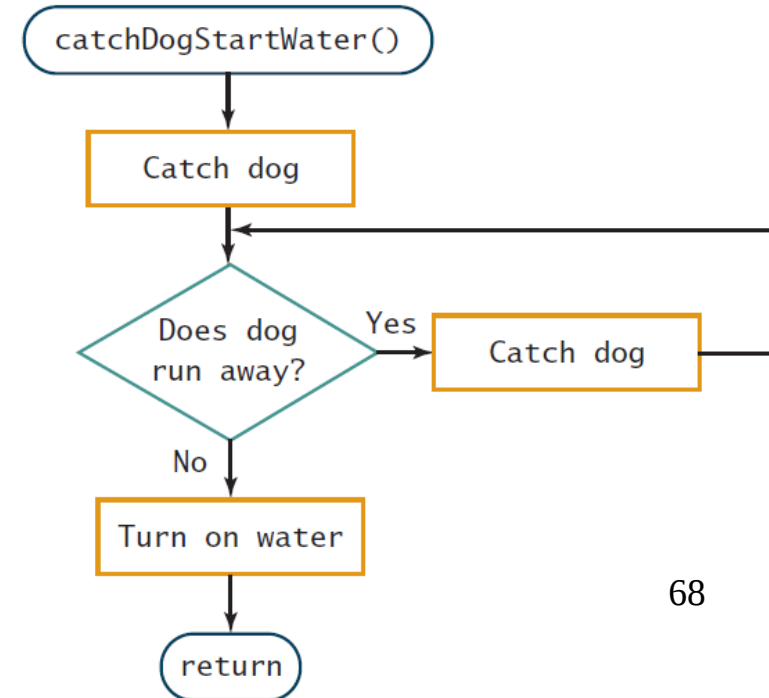 catchDogStartWater()
Catch dog
Does dog
run away?
Yes
Catch dog
No
Turn on water
68
return